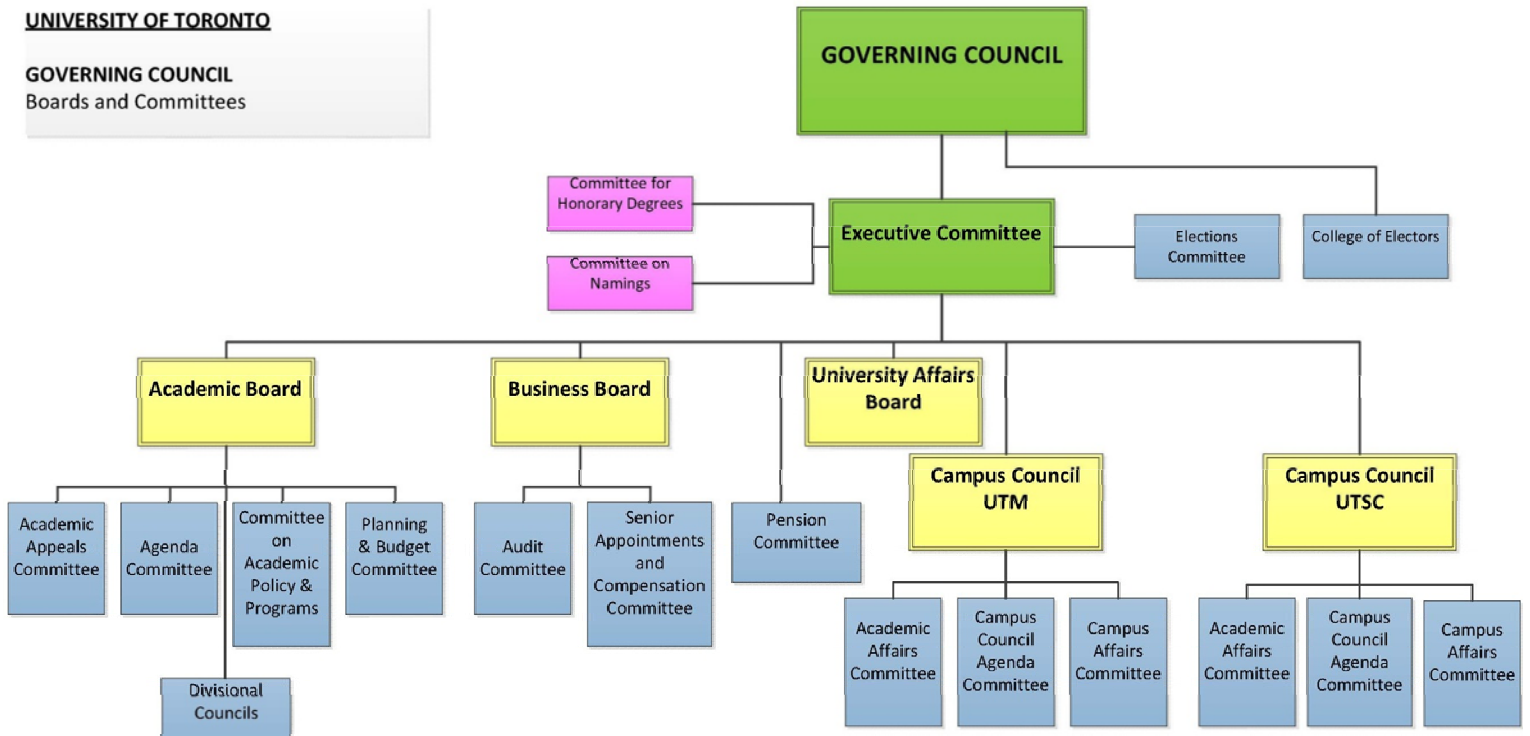 UNIVERSITY OF TORONTO
GOVERNING COUNCIL
Boards and Committees
GOVERNING COUNCIL
Committee for
Honorary Degrees
Executive Committee
Elections
Committee
College of Electors
Committee on
Namings
Academic Board
Business Board
University Affairs
Board
Campus Council
UTM
Campus Council
UTSC
Academic
Appeals
Committee
Agenda
Committee
Committee
on
Academic
Policy &
Programs
Planning
& Budget
Committee
Audit
Committee
Senior
Appointments
and
Compensation
Committee
Pension
Committee
Academic
Affairs
Committee
Campus
Council
Agenda
Committee
Campus
Affairs
Committee
Academic
Affairs
Committee
Campus
Council
Agenda
Committee
Campus
Affairs
Committee
Divisional
Councils